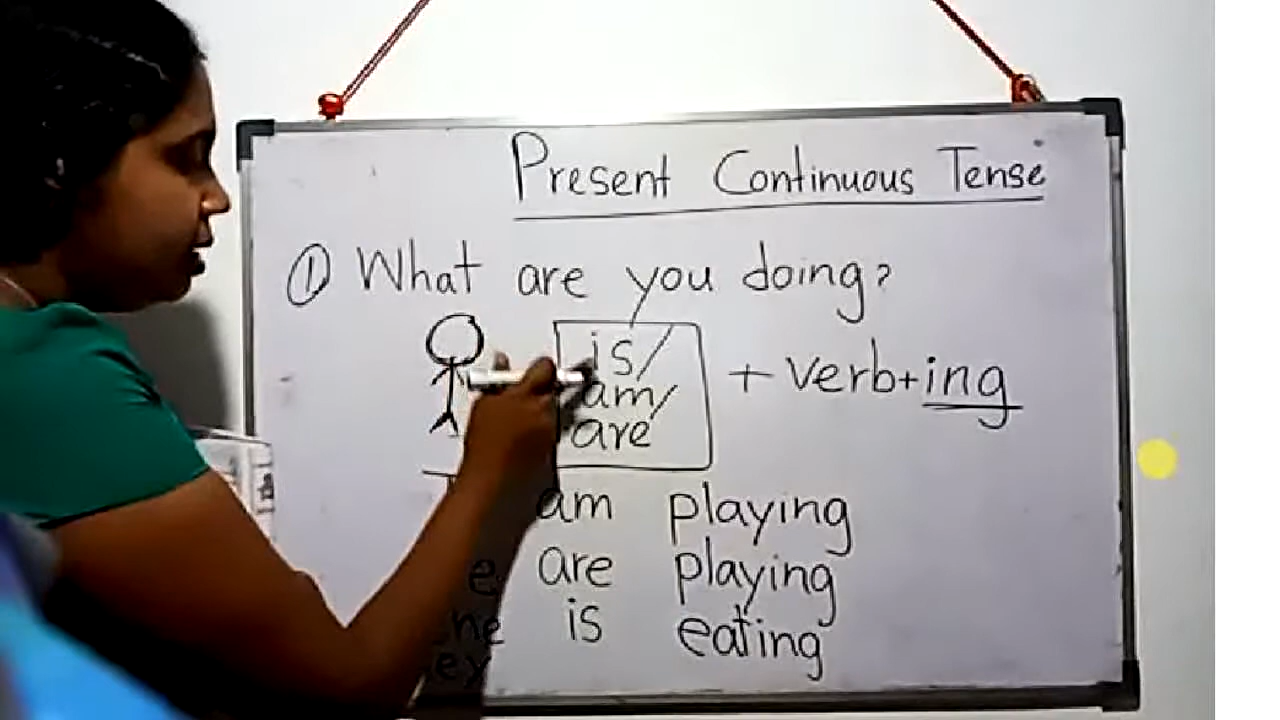 Present Continuous Tense
① What are you doing?
is/
am/
are
+ verb+ing
am playing
are playing
is eating